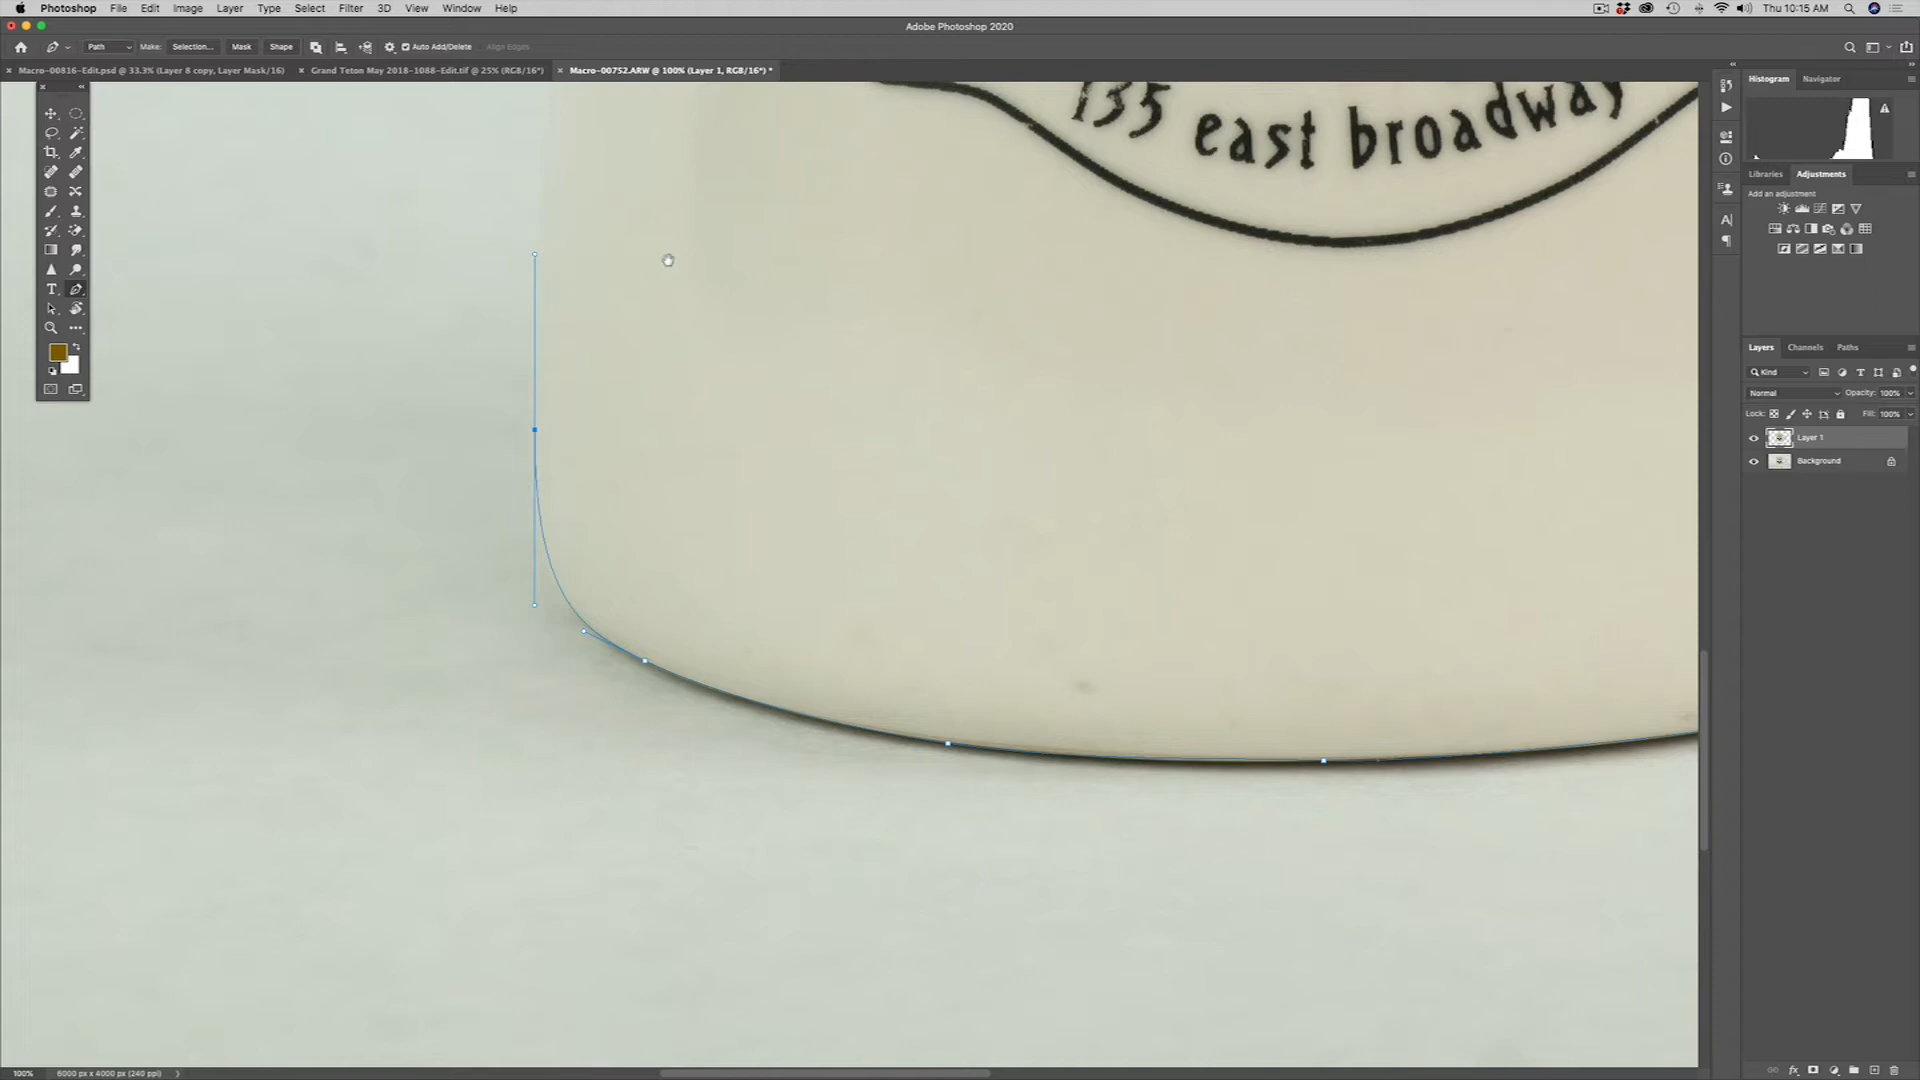 Photoshop File Edit Image Layer Type Select Filter 3D View Window Help
Thu 10:15 AM
Adobe Photoshop 2020
Path Make: Selection... Mask Shape Auto Add/Delete Align Edges
Macro-00816-Edit.psd @ 33.3% (Layer 8 copy, Layer Mask/16)
Grand Teton May 2018-1088-Edit.tif @ 25% (RGB/16*)
Macro-00752.ARW @ 100% (Layer 1, RGB/16*) *
Histogram Navigator
135 east broadway
Libraries Adjustments
Add an adjustment
Layers Channels Paths
Kind
Normal Opacity: 100%
Lock: Fill: 100%
Layer 1
Background
100% 6000 px x 4000 px (240 ppi)